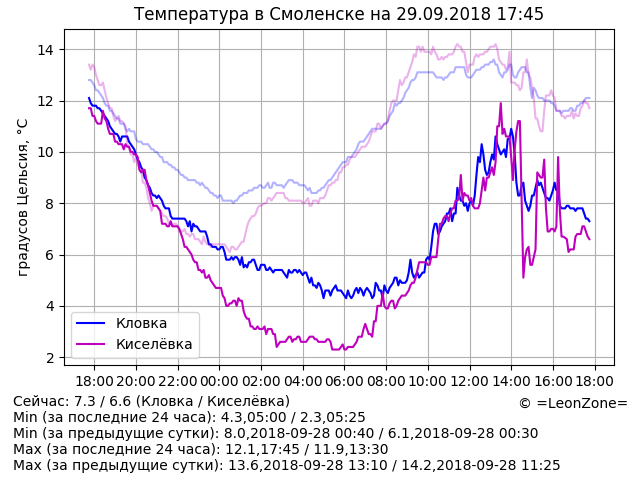 Температура в Смоленске на 29.09.2018 17:45
градусов Цельсия, °C
14
12
10
8
6
4
2
Кловка
Киселёвка
18:00 20:00 22:00 00:00 02:00 04:00 06:00 08:00 10:00 12:00 14:00 16:00 18:00
Сейчас: 7.3 / 6.6 (Кловка / Киселёвка)
© =LeonZone=
Min (за последние 24 часа): 4.3,05:00 / 2.3,05:25
Min (за предыдущие сутки): 8.0,2018-09-28 00:40 / 6.1,2018-09-28 00:30
Max (за последние 24 часа): 12.1,17:45 / 11.9,13:30
Max (за предыдущие сутки): 13.6,2018-09-28 13:10 / 14.2,2018-09-28 11:25